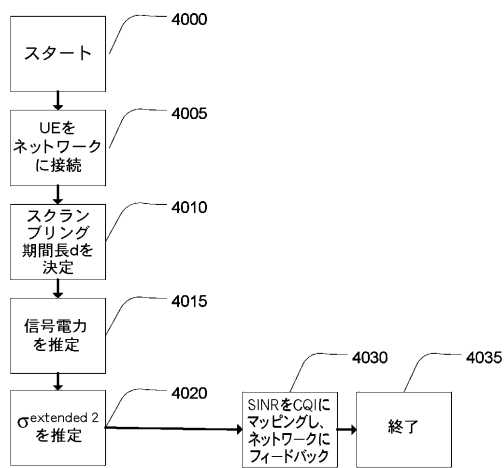 スタート
4000
UEを
ネットワーク
に接続
4005
スクラン
ブリング
期間長dを
決定
4010
信号電力
を推定
4015
σextended 2
を推定
4020
SINRをCQIに
マッピングし、
ネットワークに
フィードバック
4030
終了
4035